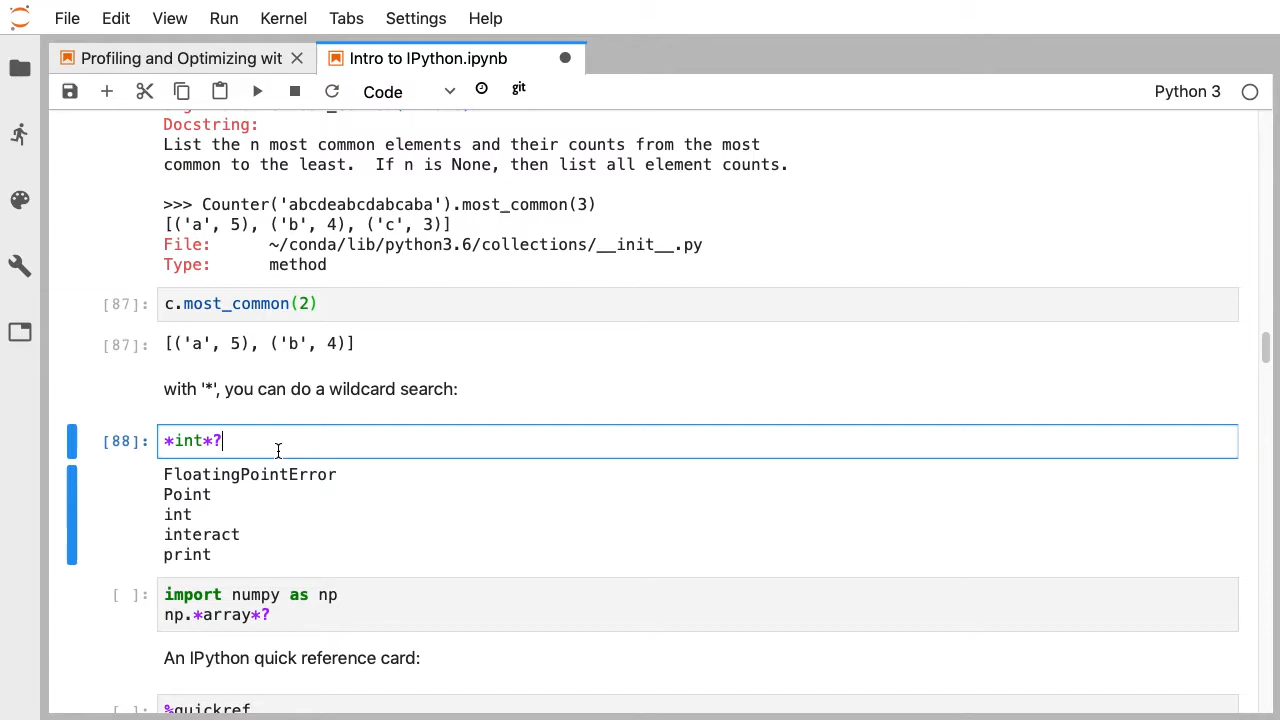 File Edit View Run Kernel Tabs Settings Help
Profiling and Optimizing wit
Intro to IPython.ipynb
Code
git
Python 3
Docstring:
List the n most common elements and their counts from the most
common to the least.  If n is None, then list all element counts.
>>> Counter('abcdeabcdabcaba').most_common(3)
[('a', 5), ('b', 4), ('c', 3)]
File:      ~/conda/lib/python3.6/collections/__init__.py
Type:      method
[87]: c.most_common(2)
[87]: [('a', 5), ('b', 4)]
with '*', you can do a wildcard search:
[88]: *int*?
FloatingPointError
Point
int
interact
print
[ ]: import numpy as np
np.*array*?
An IPython quick reference card:
[ ]: %quickref